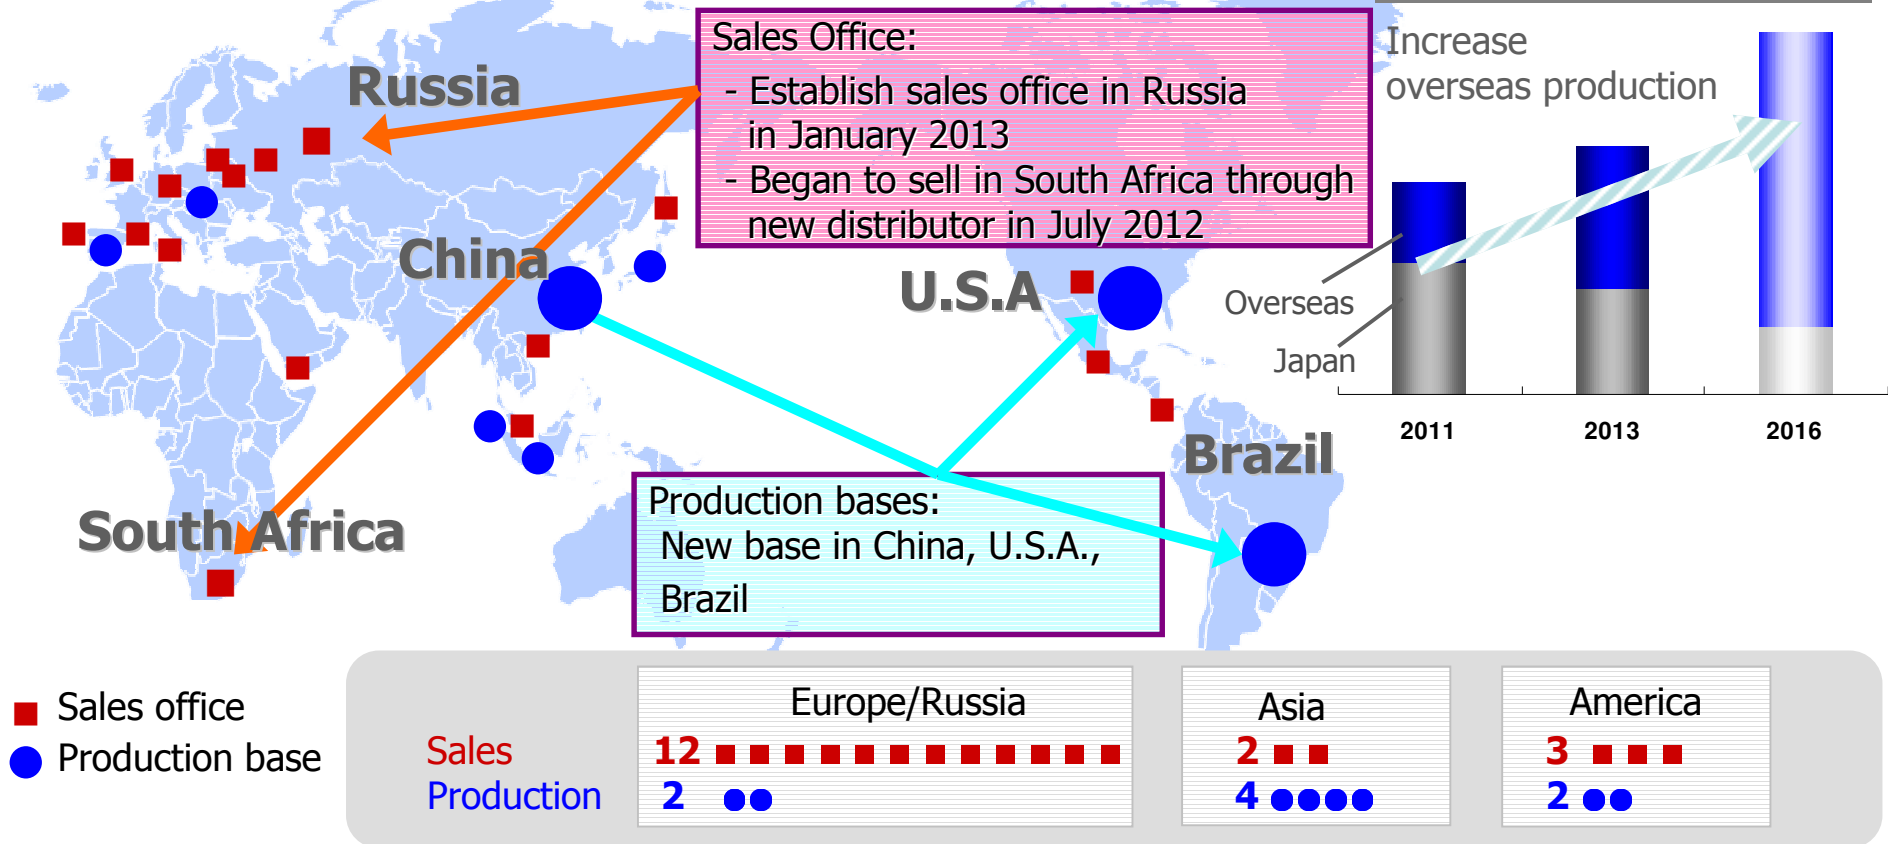 Sales Office:
- Establish sales office in Russia
in January 2013
- Began to sell in South Africa through
new distributor in July 2012
Russia
China
South Africa
U.S.A
Brazil
Increase
overseas production
Overseas
Japan
2011 2013 2016
Production bases:
New base in China, U.S.A.,
Brazil
Sales office
Production base
Europe/Russia Asia America
Sales 12 2 3
Production 2 4 2